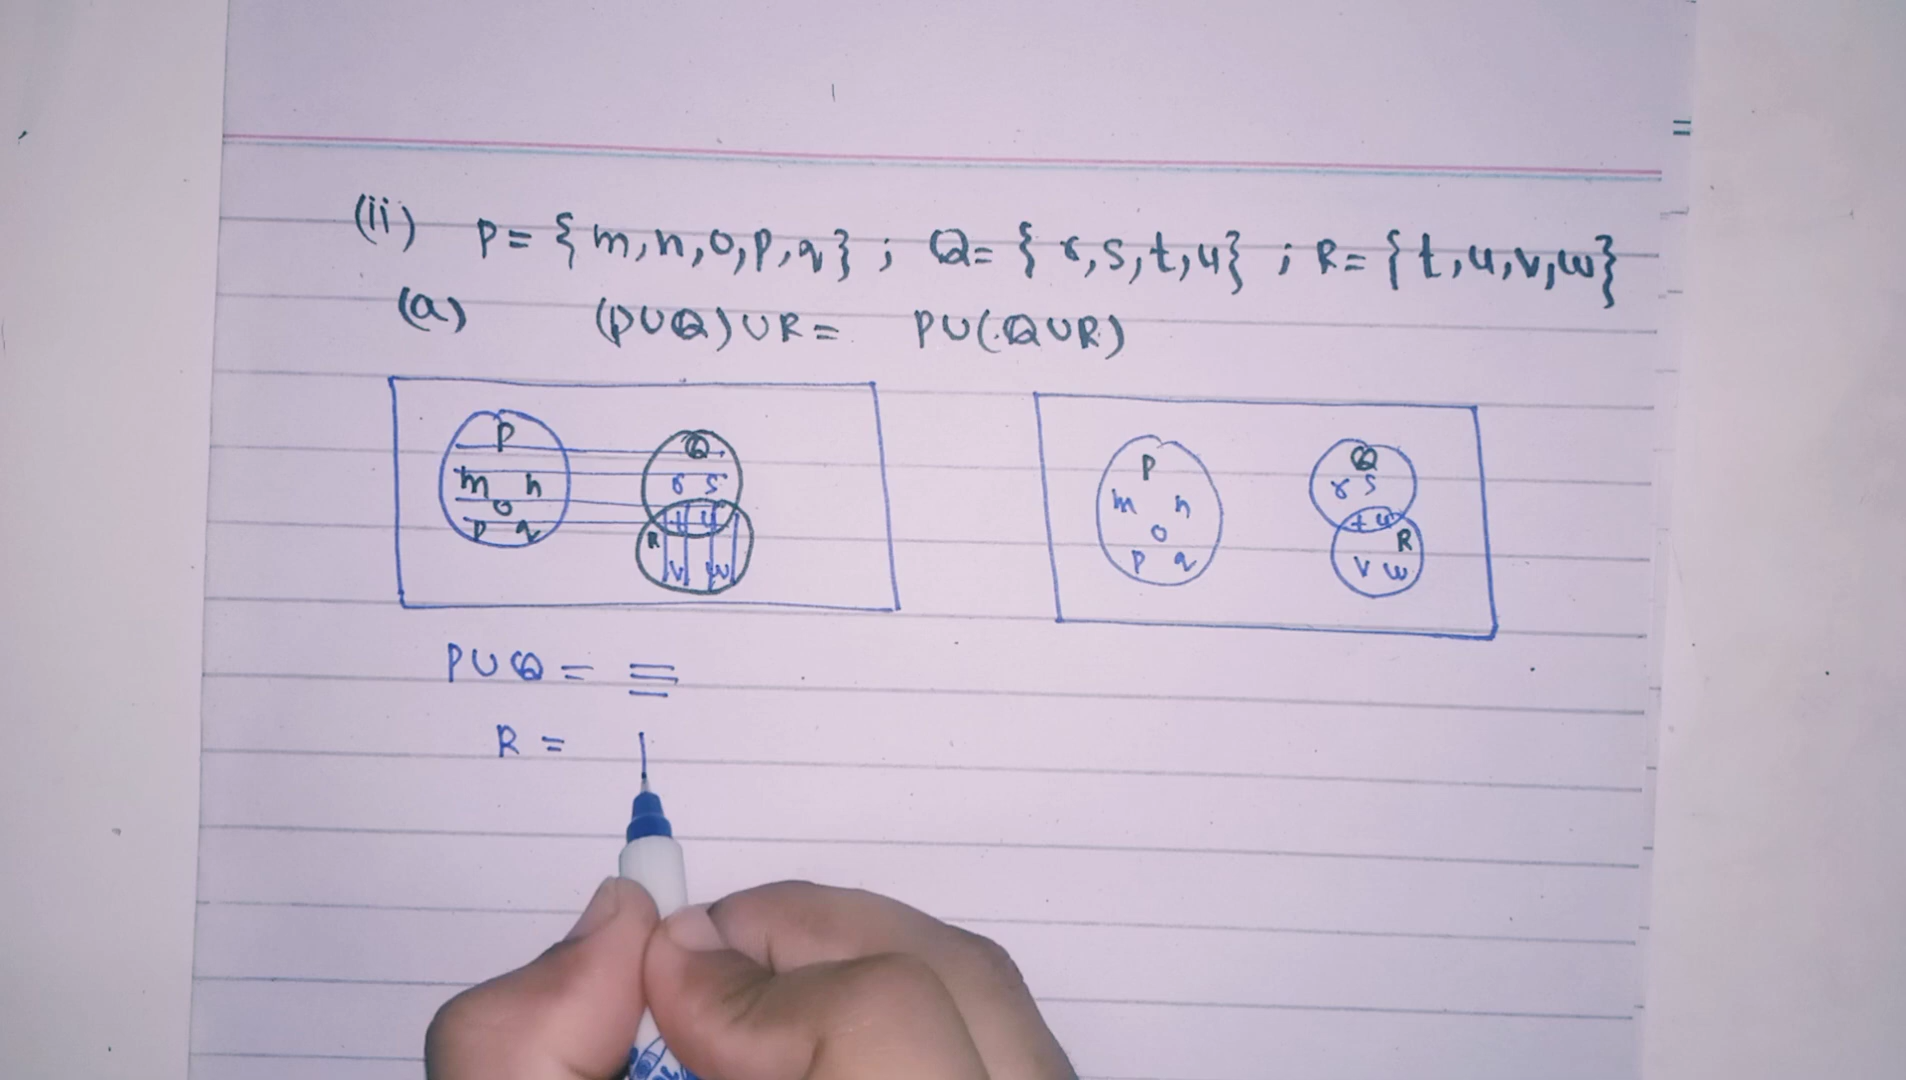 (ii) P = { m, n, o, p, q } ; Q = { r, s, t, u } ; R = { t, u, v, w }
(a) (P∪Q)∪R = P∪(Q∪R)
P
m n
o
p q
Q
r s
t u
R
v w
P
m n
o
p q
Q
r s
t u
R
v w
P∪Q = ☰
R = |